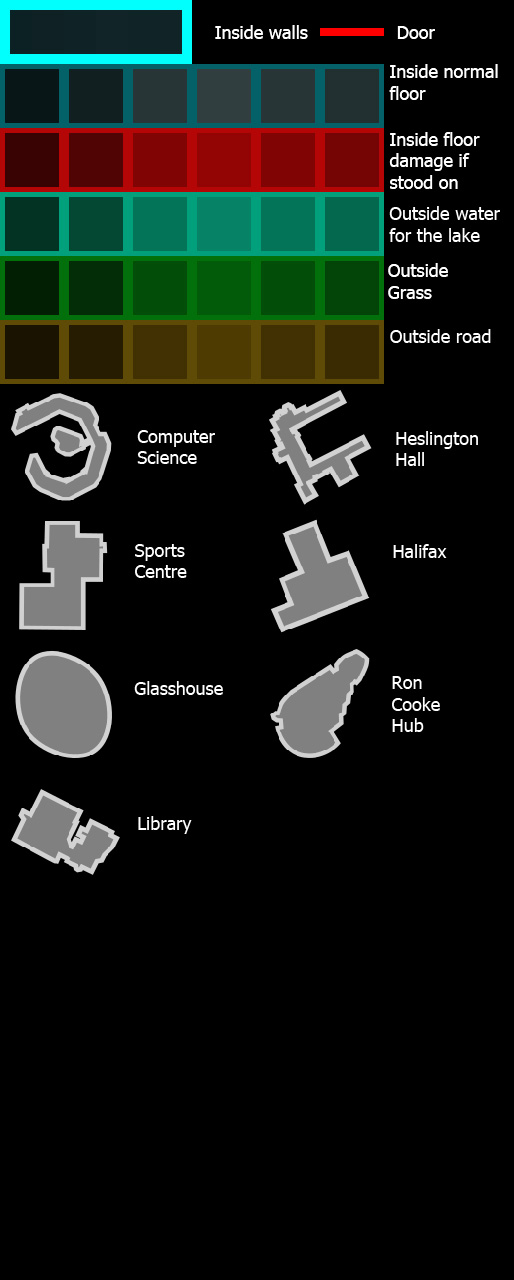 Inside walls
Door
Inside normal
floor
Inside floor
damage if
stood on
Outside water
for the lake
Outside
Grass
Outside road
Computer
Science
Heslington
Hall
Sports
Centre
Halifax
Glasshouse
Ron
Cooke
Hub
Library